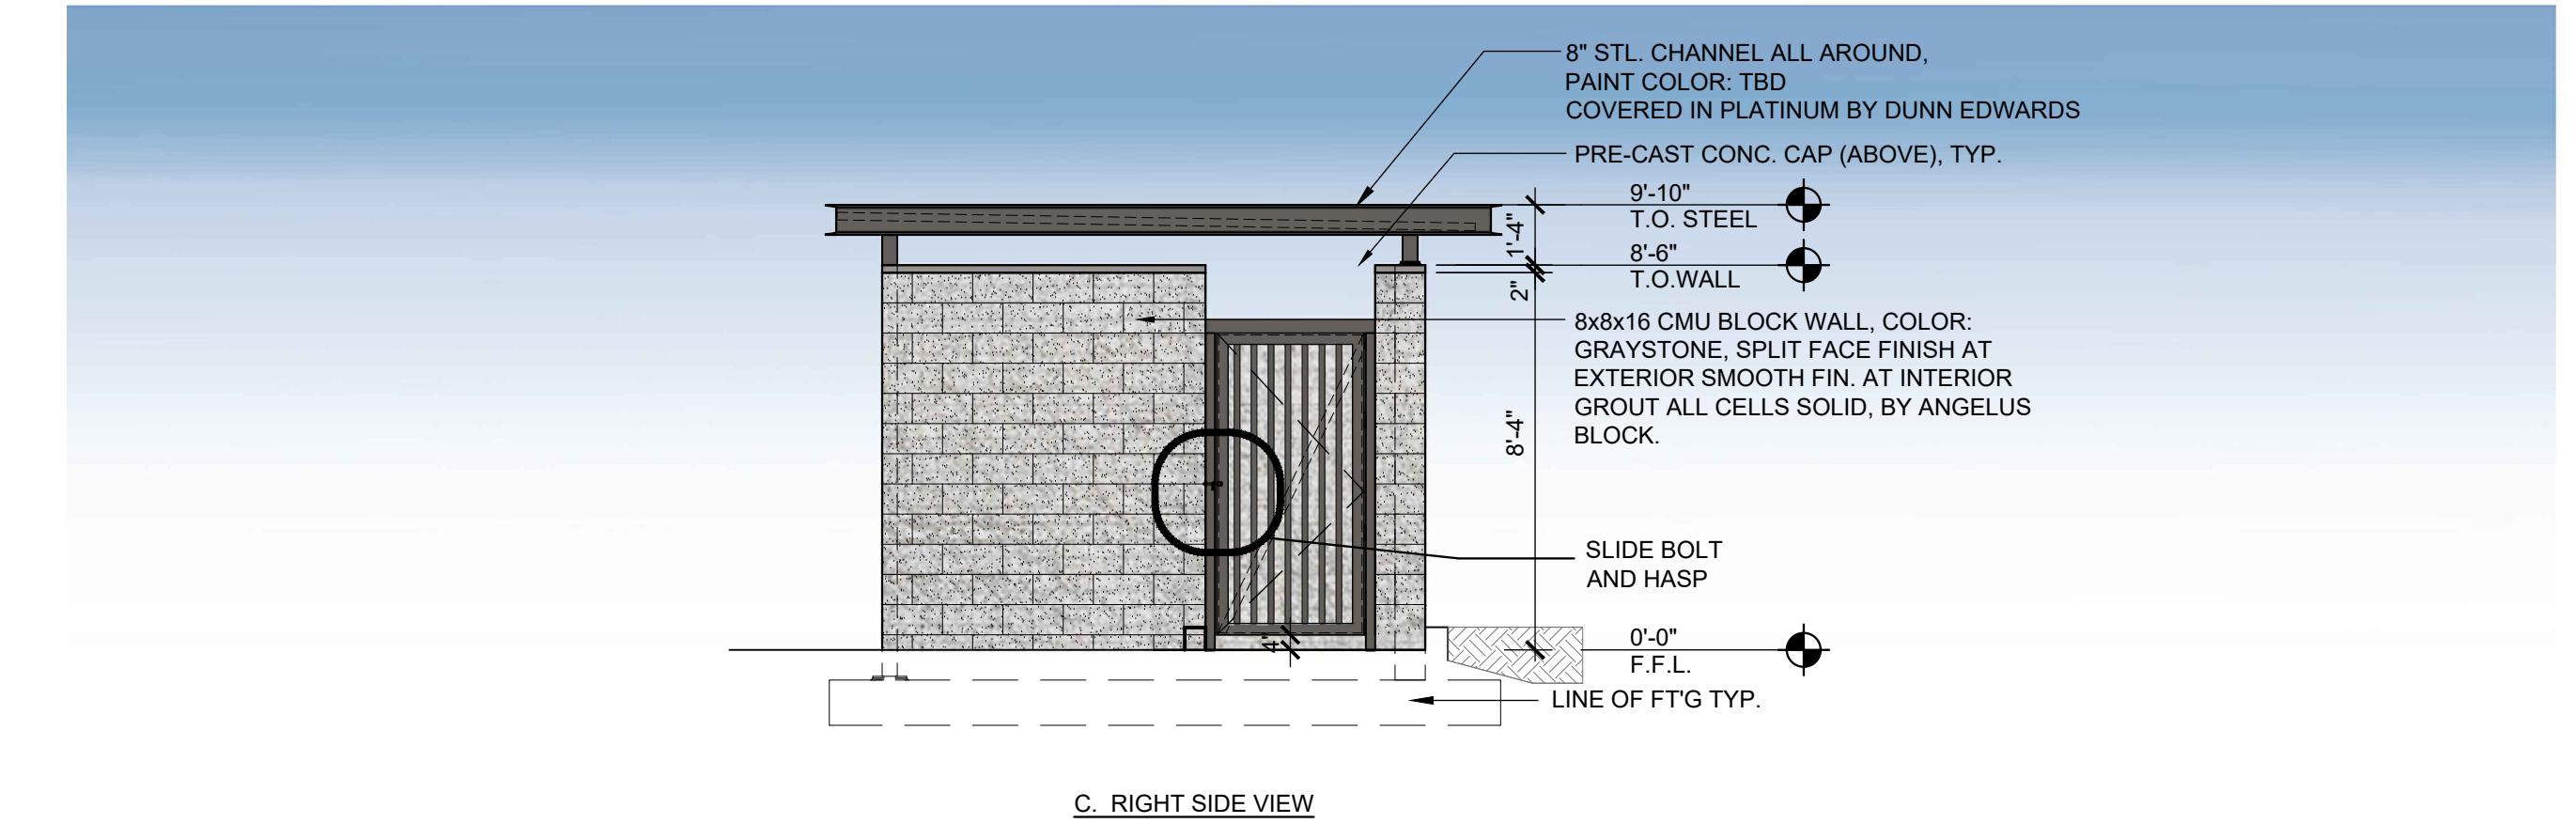 8" STL. CHANNEL ALL AROUND,
PAINT COLOR: TBD
COVERED IN PLATINUM BY DUNN EDWARDS
PRE-CAST CONC. CAP (ABOVE), TYP.
9'-10"
T.O. STEEL
1'-4"
8'-6"
T.O.WALL
2"
8x8x16 CMU BLOCK WALL, COLOR:
GRAYSTONE, SPLIT FACE FINISH AT
EXTERIOR SMOOTH FIN. AT INTERIOR
GROUT ALL CELLS SOLID, BY ANGELUS
BLOCK.
8'-4"
SLIDE BOLT
AND HASP
4"
0'-0"
F.F.L.
LINE OF FT'G TYP.
C. RIGHT SIDE VIEW